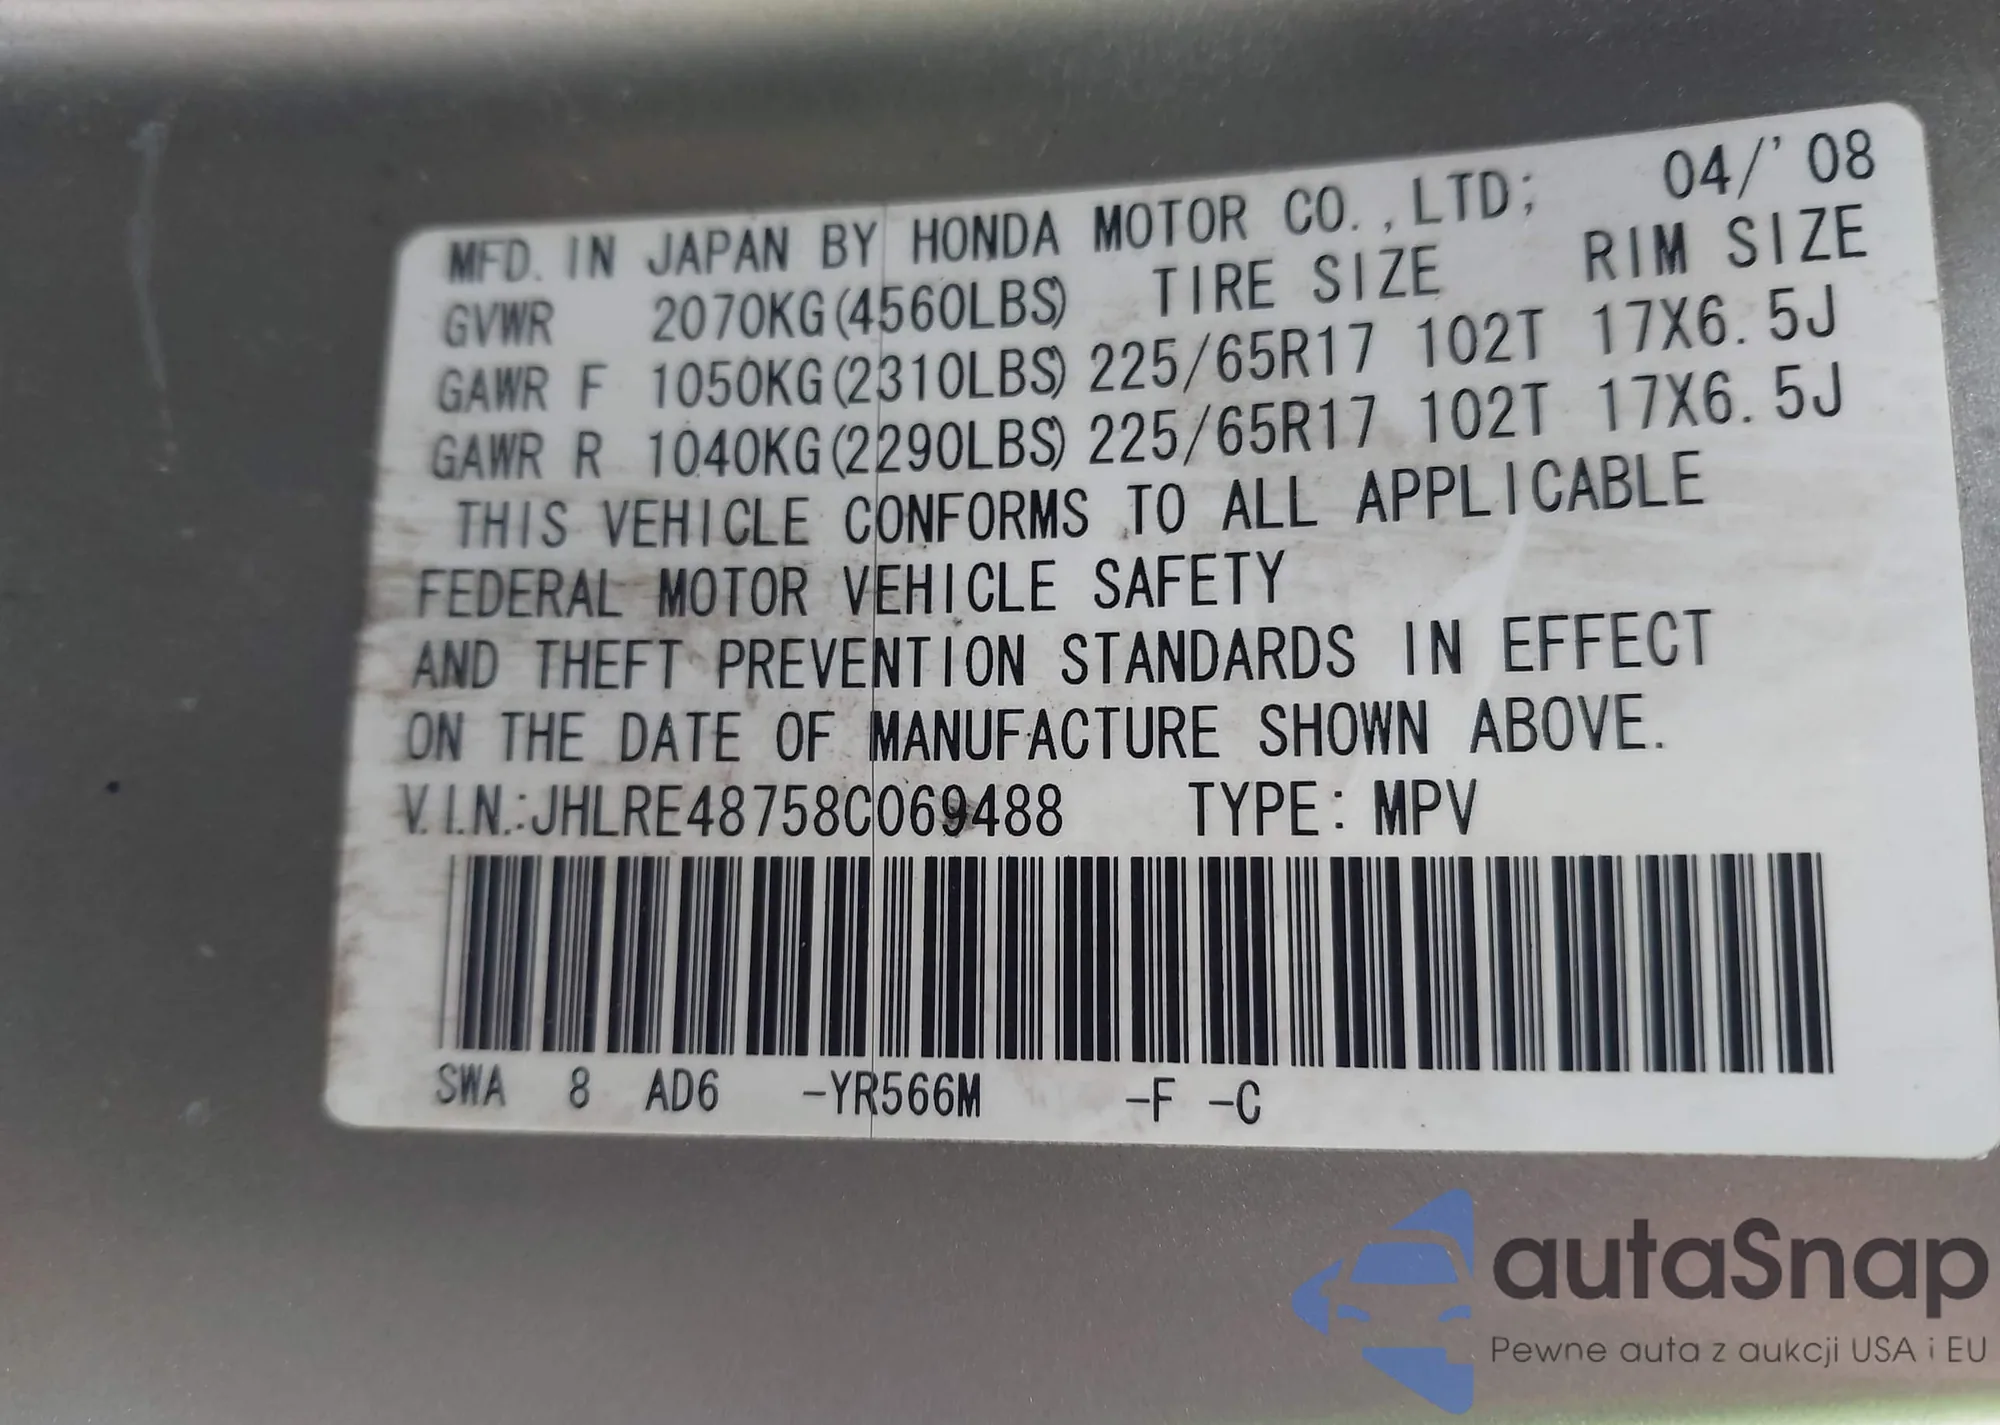 MFD. IN JAPAN BY HONDA MOTOR CO.,LTD; 04/'08
GVWR 2070KG(4560LBS) TIRE SIZE RIM SIZE
GAWR F 1050KG(2310LBS) 225/65R17 102T 17X6.5J
GAWR R 1040KG(2290LBS) 225/65R17 102T 17X6.5J
THIS VEHICLE CONFORMS TO ALL APPLICABLE
FEDERAL MOTOR VEHICLE SAFETY
AND THEFT PREVENTION STANDARDS IN EFFECT
ON THE DATE OF MANUFACTURE SHOWN ABOVE.
V.I.N.:JHLRE48758C069488 TYPE: MPV
SWA 8 AD6 -YR566M -F -C
autaSnap
Pewne auta z aukcji USA i EU